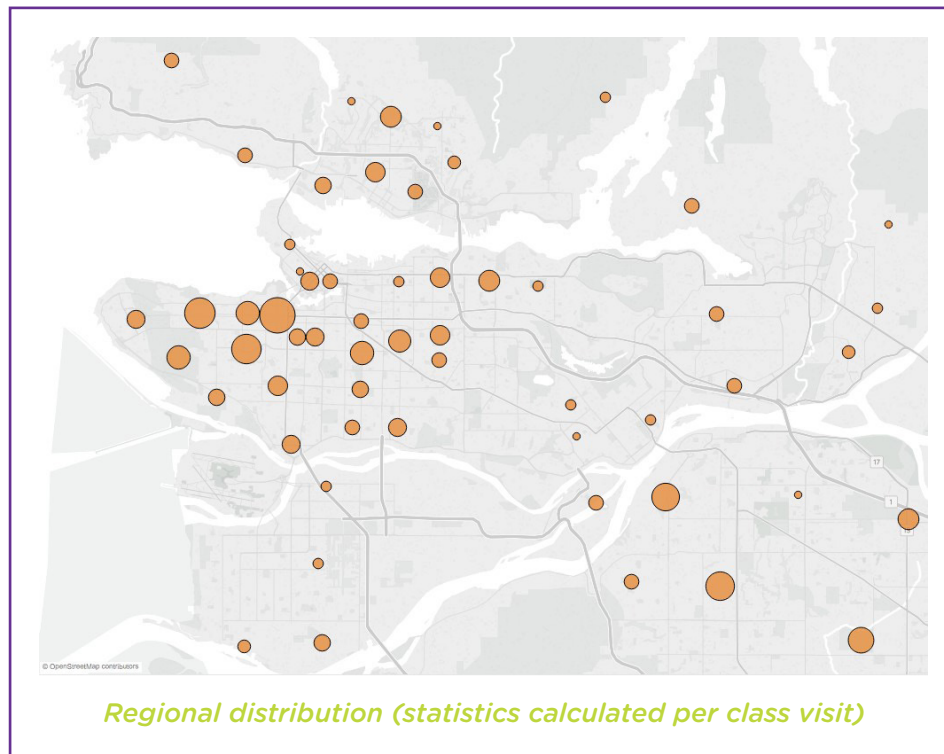 17
1
© OpenStreetMap contributors
Regional distribution (statistics calculated per class visit)